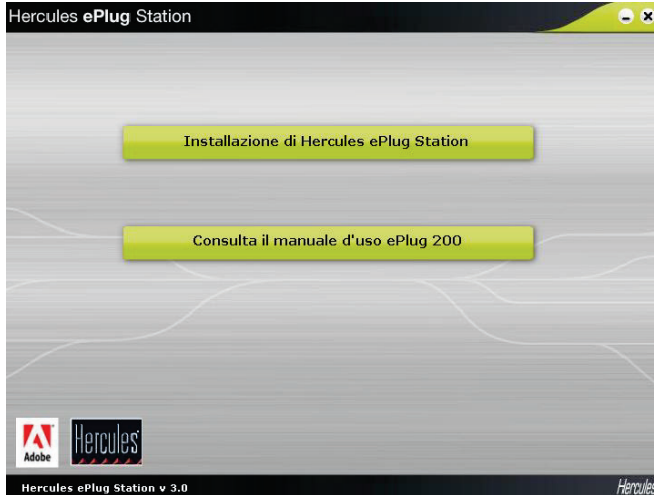 Hercules ePlug Station
Installazione di Hercules ePlug Station
Consulta il manuale d'uso ePlug 200
Adobe
Hercules
Hercules ePlug Station v 3.0
Hercules